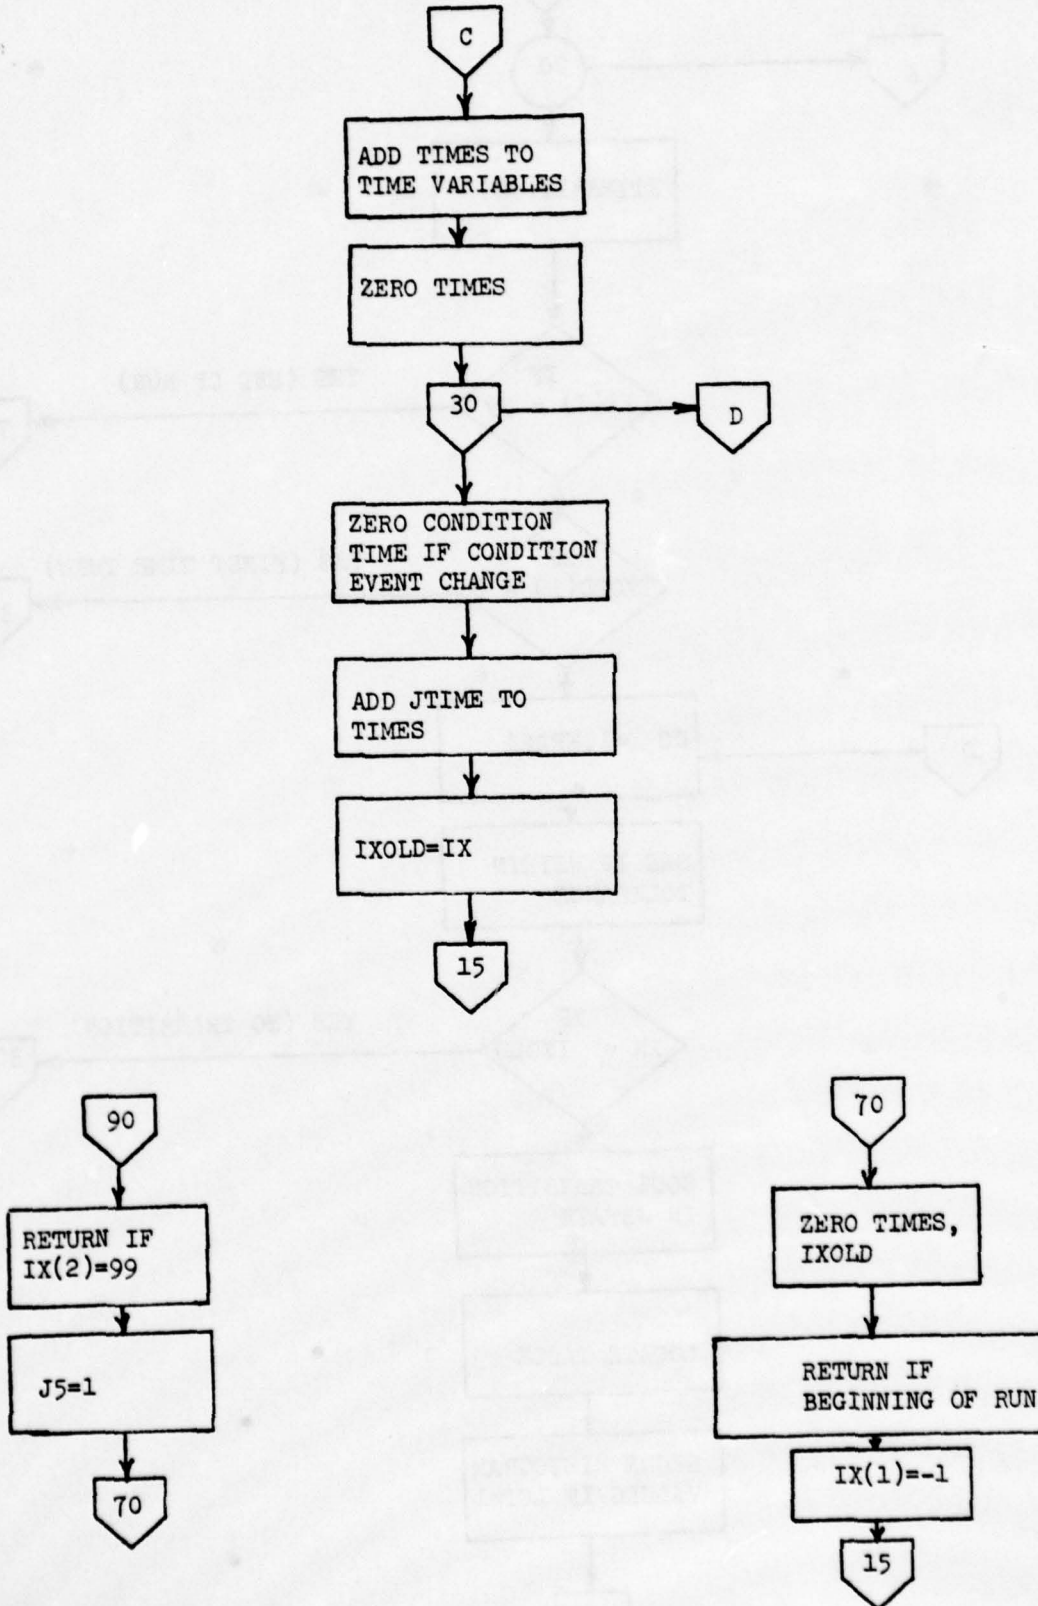 C
ADD TIMES TO
TIME VARIABLES
ZERO TIMES
30
D
ZERO CONDITION
TIME IF CONDITION
EVENT CHANGE
ADD JTIME TO
TIMES
IXOLD=IX
15
90
RETURN IF
IX(2)=99
J5=1
70
70
ZERO TIMES,
IXOLD
RETURN IF
BEGINNING OF RUN
IX(1)=-1
15